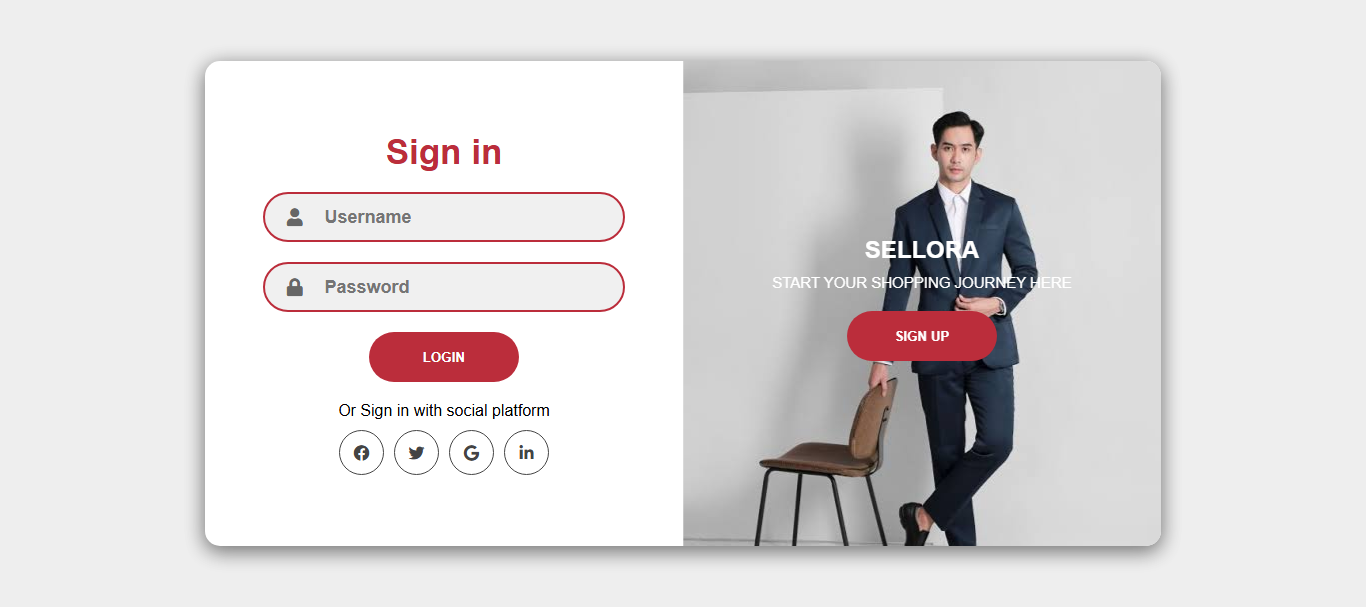 Sign in
Username
Password
LOGIN
Or Sign in with social platform
SELLORA
START YOUR SHOPPING JOURNEY HERE
SIGN UP